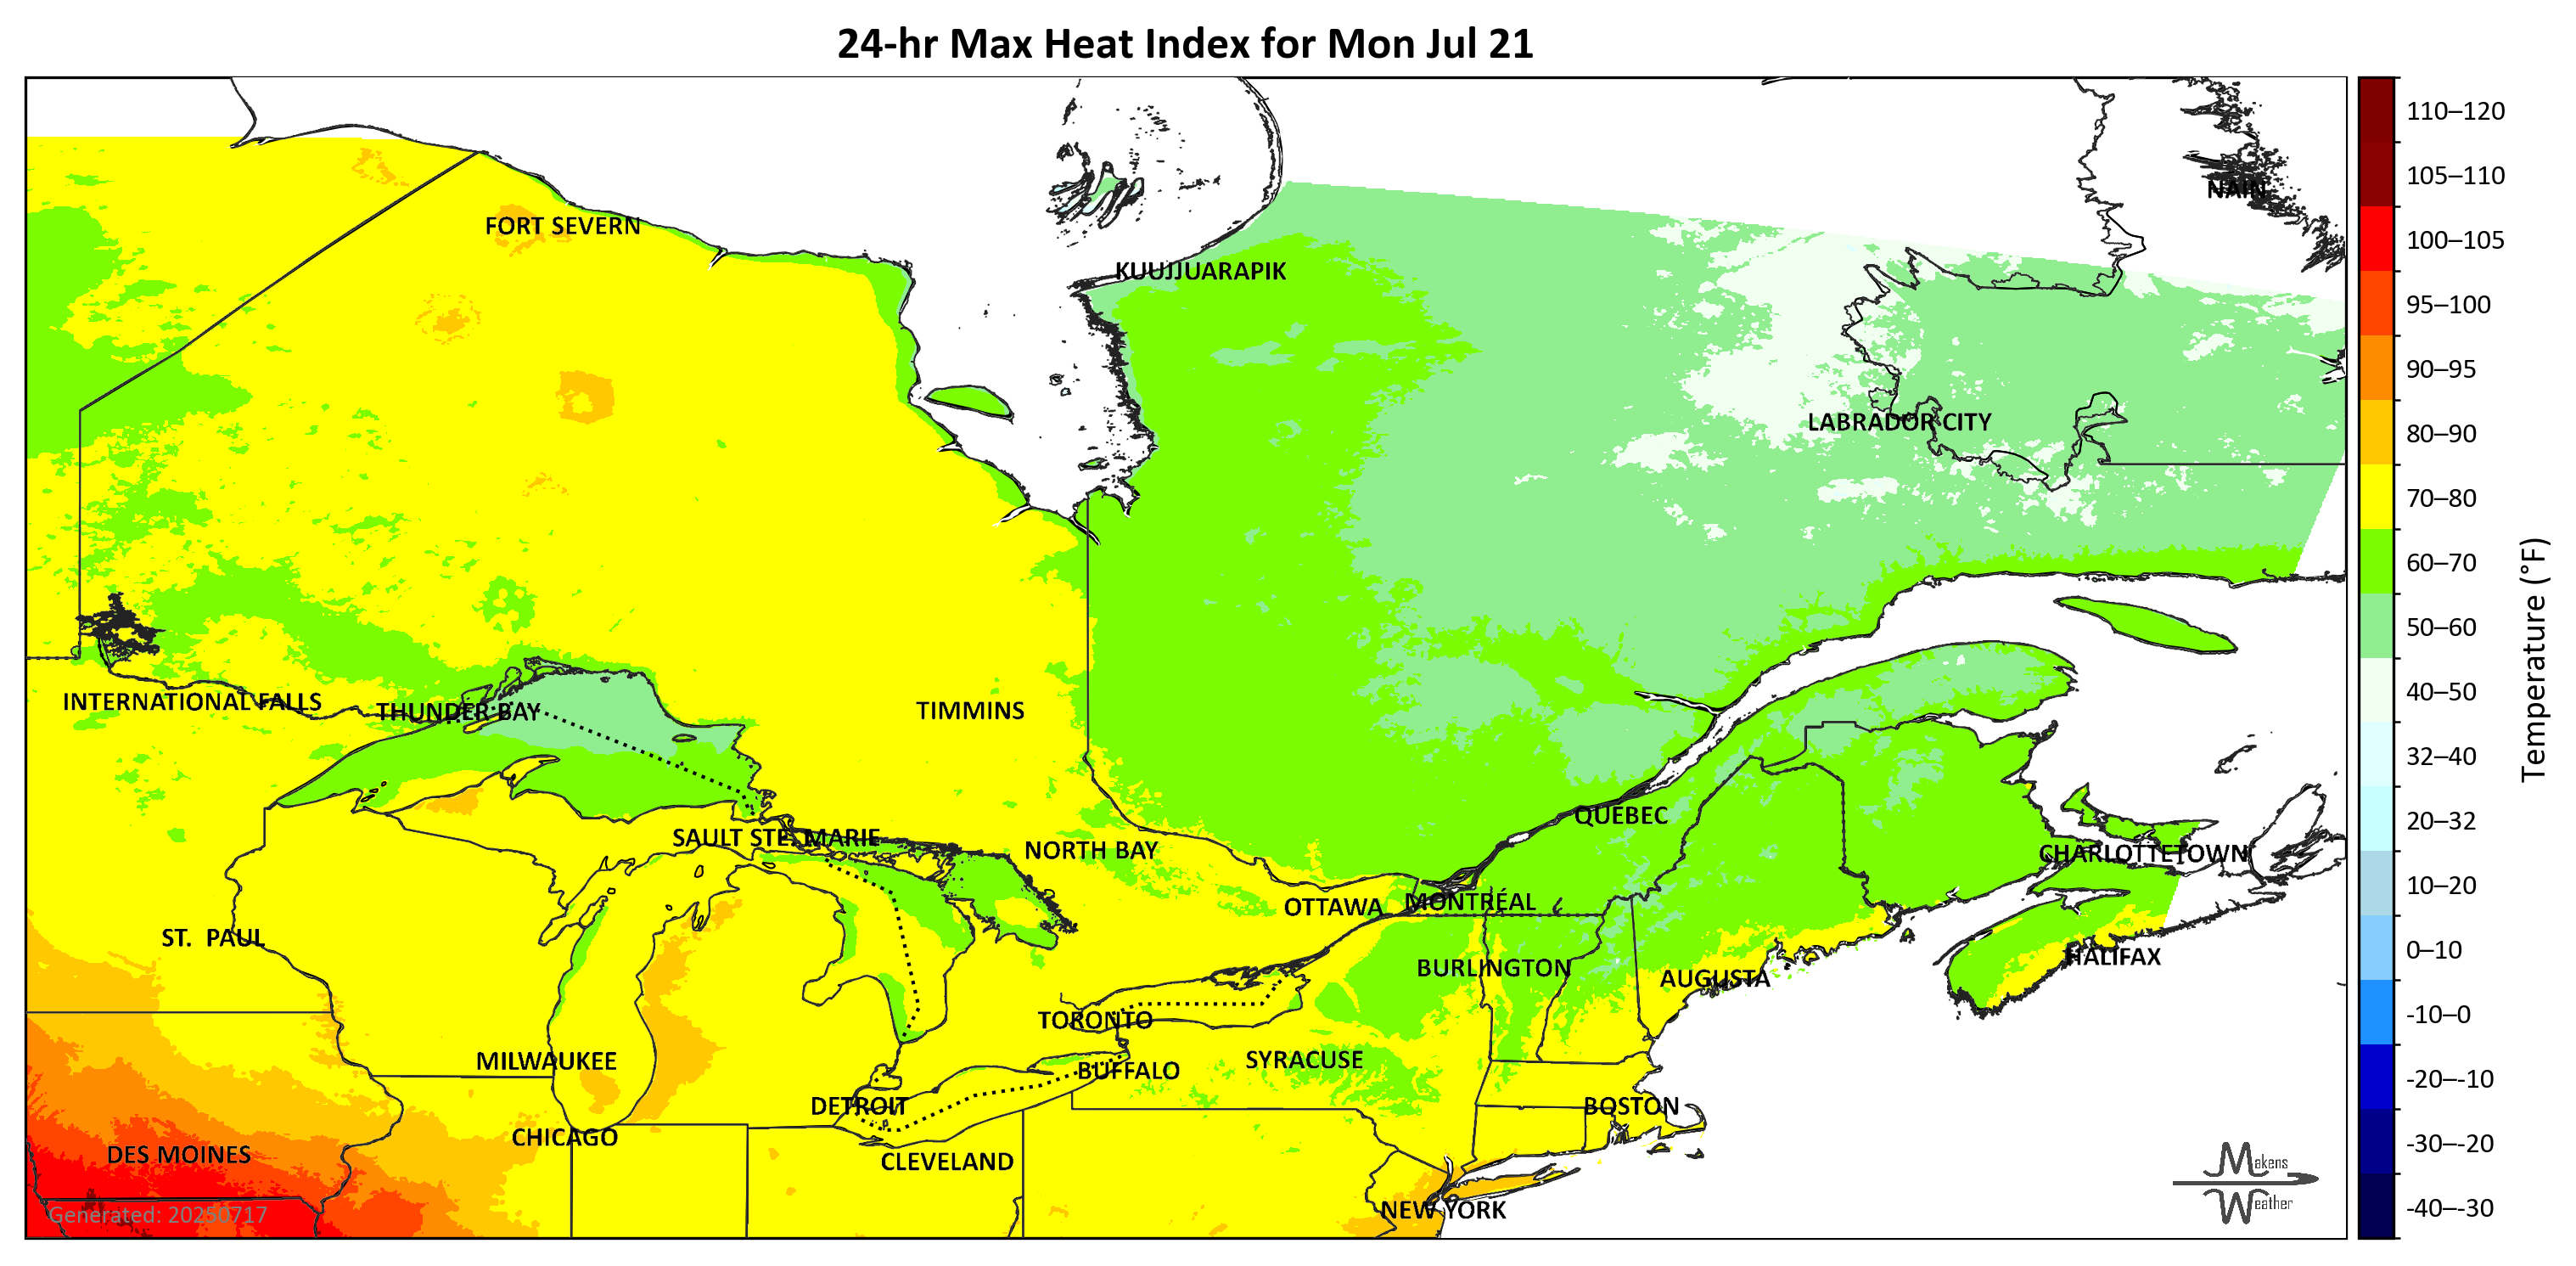 24-hr Max Heat Index for Mon Jul 21
NAIN
FORT SEVERN
KUUJJUARAPIK
LABRADOR CITY
INTERNATIONAL FALLS
THUNDER BAY
TIMMINS
QUÉBEC
SAULT STE. MARIE
NORTH BAY
CHARLOTTETOWN
OTTAWA
MONTRÉAL
ST.  PAUL
HALIFAX
BURLINGTON
AUGUSTA
TORONTO
MILWAUKEE
SYRACUSE
BUFFALO
DETROIT
BOSTON
CHICAGO
DES MOINES
CLEVELAND
NEW YORK
Generated: 20250717
Makens
Weather
110–120
105–110
100–105
95–100
90–95
80–90
70–80
60–70
50–60
40–50
32–40
20–32
10–20
0–10
-10–0
-20–-10
-30–-20
-40–-30
Temperature (°F)